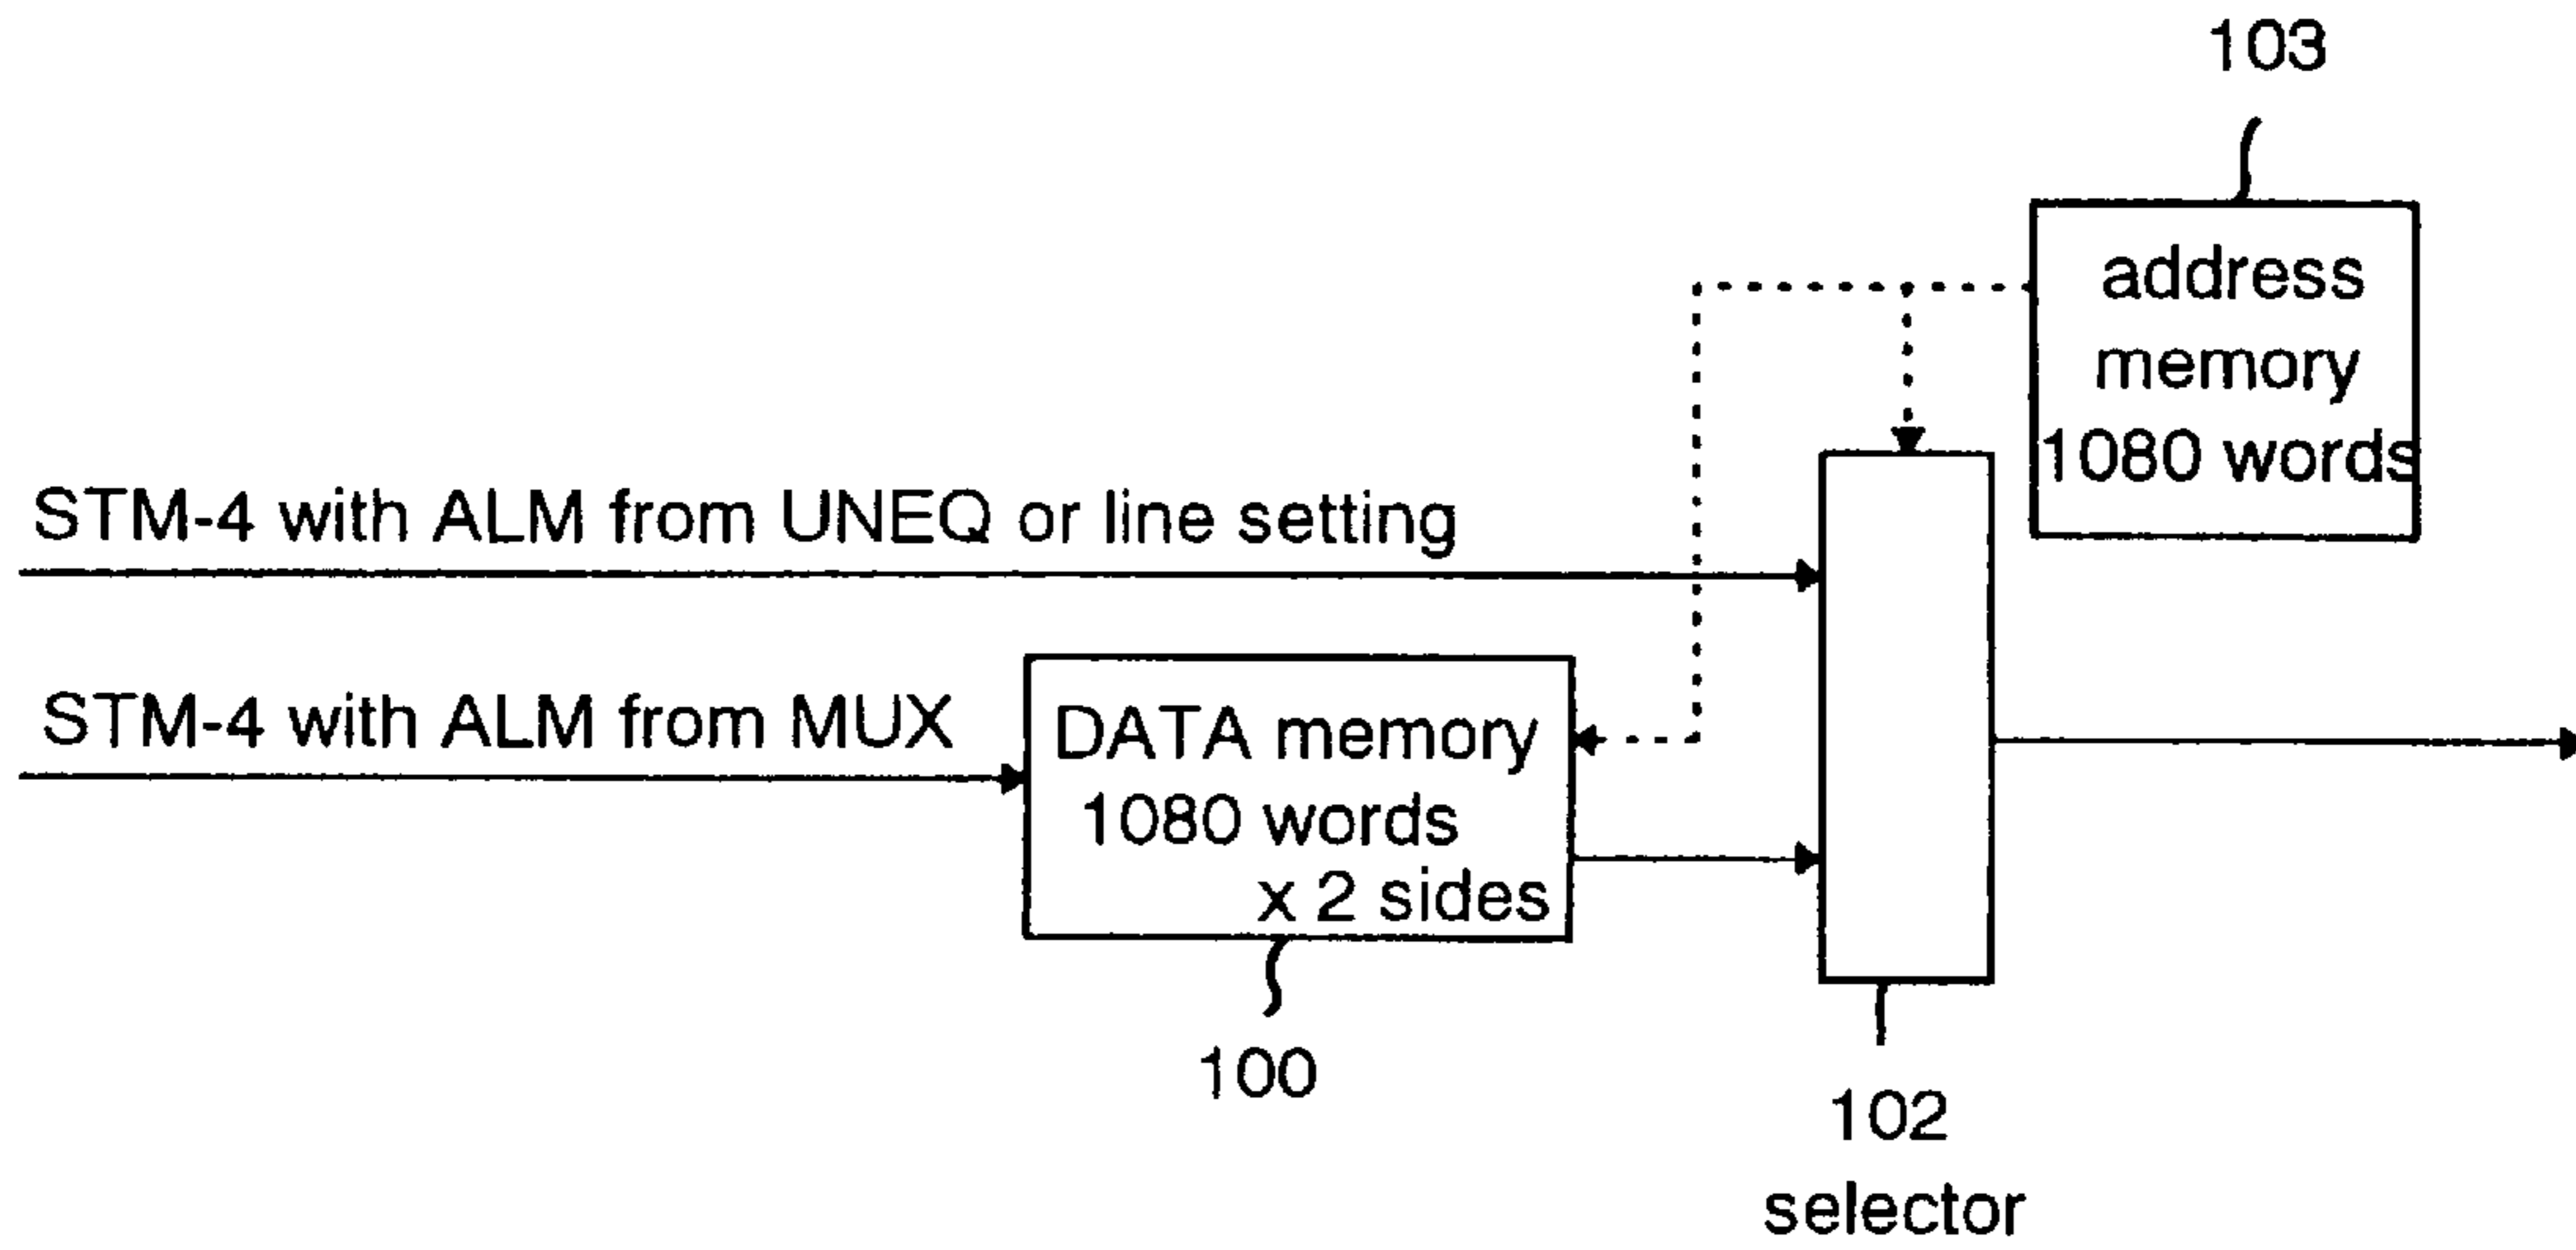 103
address
memory
1080 words
STM-4 with ALM from UNEQ or line setting
STM-4 with ALM from MUX
DATA memory
1080 words
x 2 sides
100
102
selector